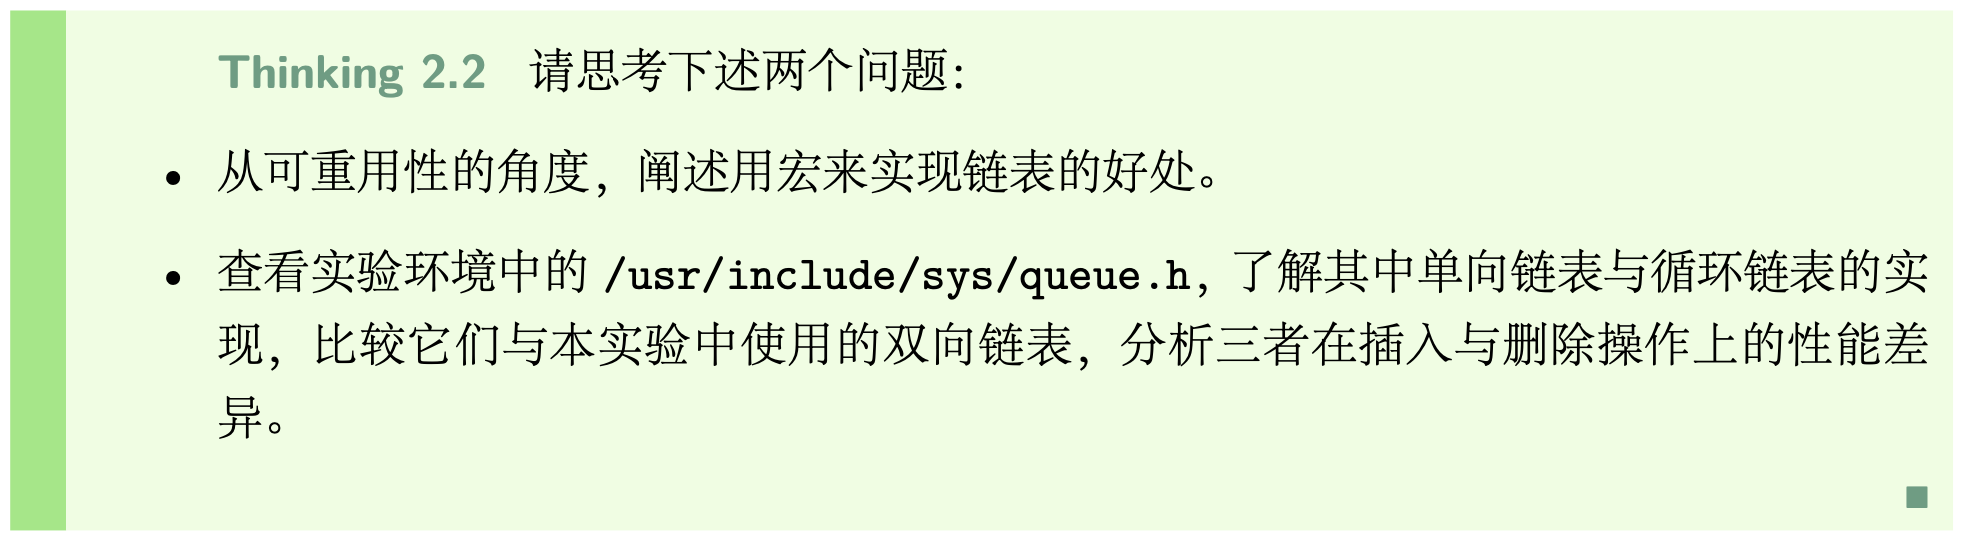 Thinking 2.2 请思考下述两个问题:
• 从可重用性的角度，阐述用宏来实现链表的好处。
• 查看实验环境中的 /usr/include/sys/queue.h，了解其中单向链表与循环链表的实
现，比较它们与本实验中使用的双向链表，分析三者在插入与删除操作上的性能差
异。